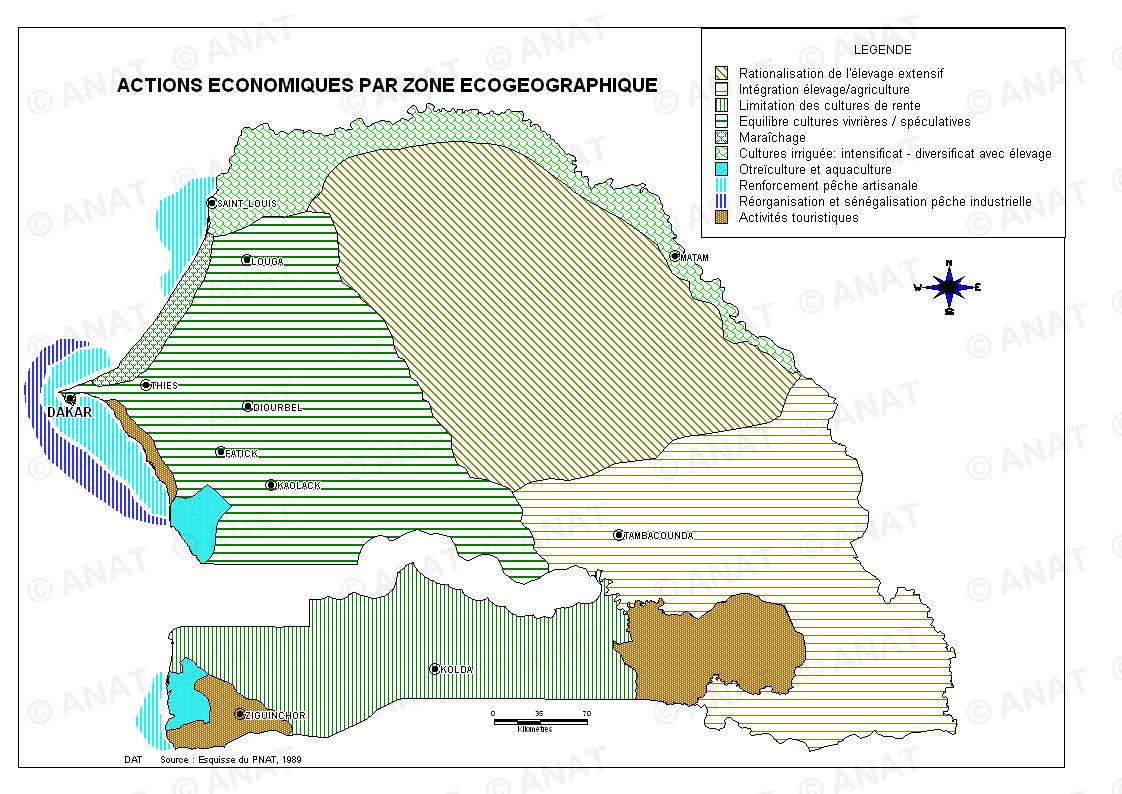 ACTIONS ECONOMIQUES PAR ZONE ECOGEOGRAPHIQUE
LEGENDE
Rationalisation de l'élevage extensif
Intégration élevage/agriculture
Limitation des cultures de rente
Equilibre cultures vivrières / spéculatives
Maraîchage
Cultures irriguée: intensificat - diversificat avec élevage
Otreïculture et aquaculture
Renforcement pêche artisanale
Réorganisation et sénégalisation pêche industrielle
Activités touristiques
N
W
E
S
SAINT_LOUIS
LOUGA
MATAM
THIES
DAKAR
DIOURBEL
FATICK
KAOLACK
TAMBACOUNDA
KOLDA
ZIGUINCHOR
0 35 70
Kilomètres
DAT Source : Esquisse du PNAT, 1989
© ANAT